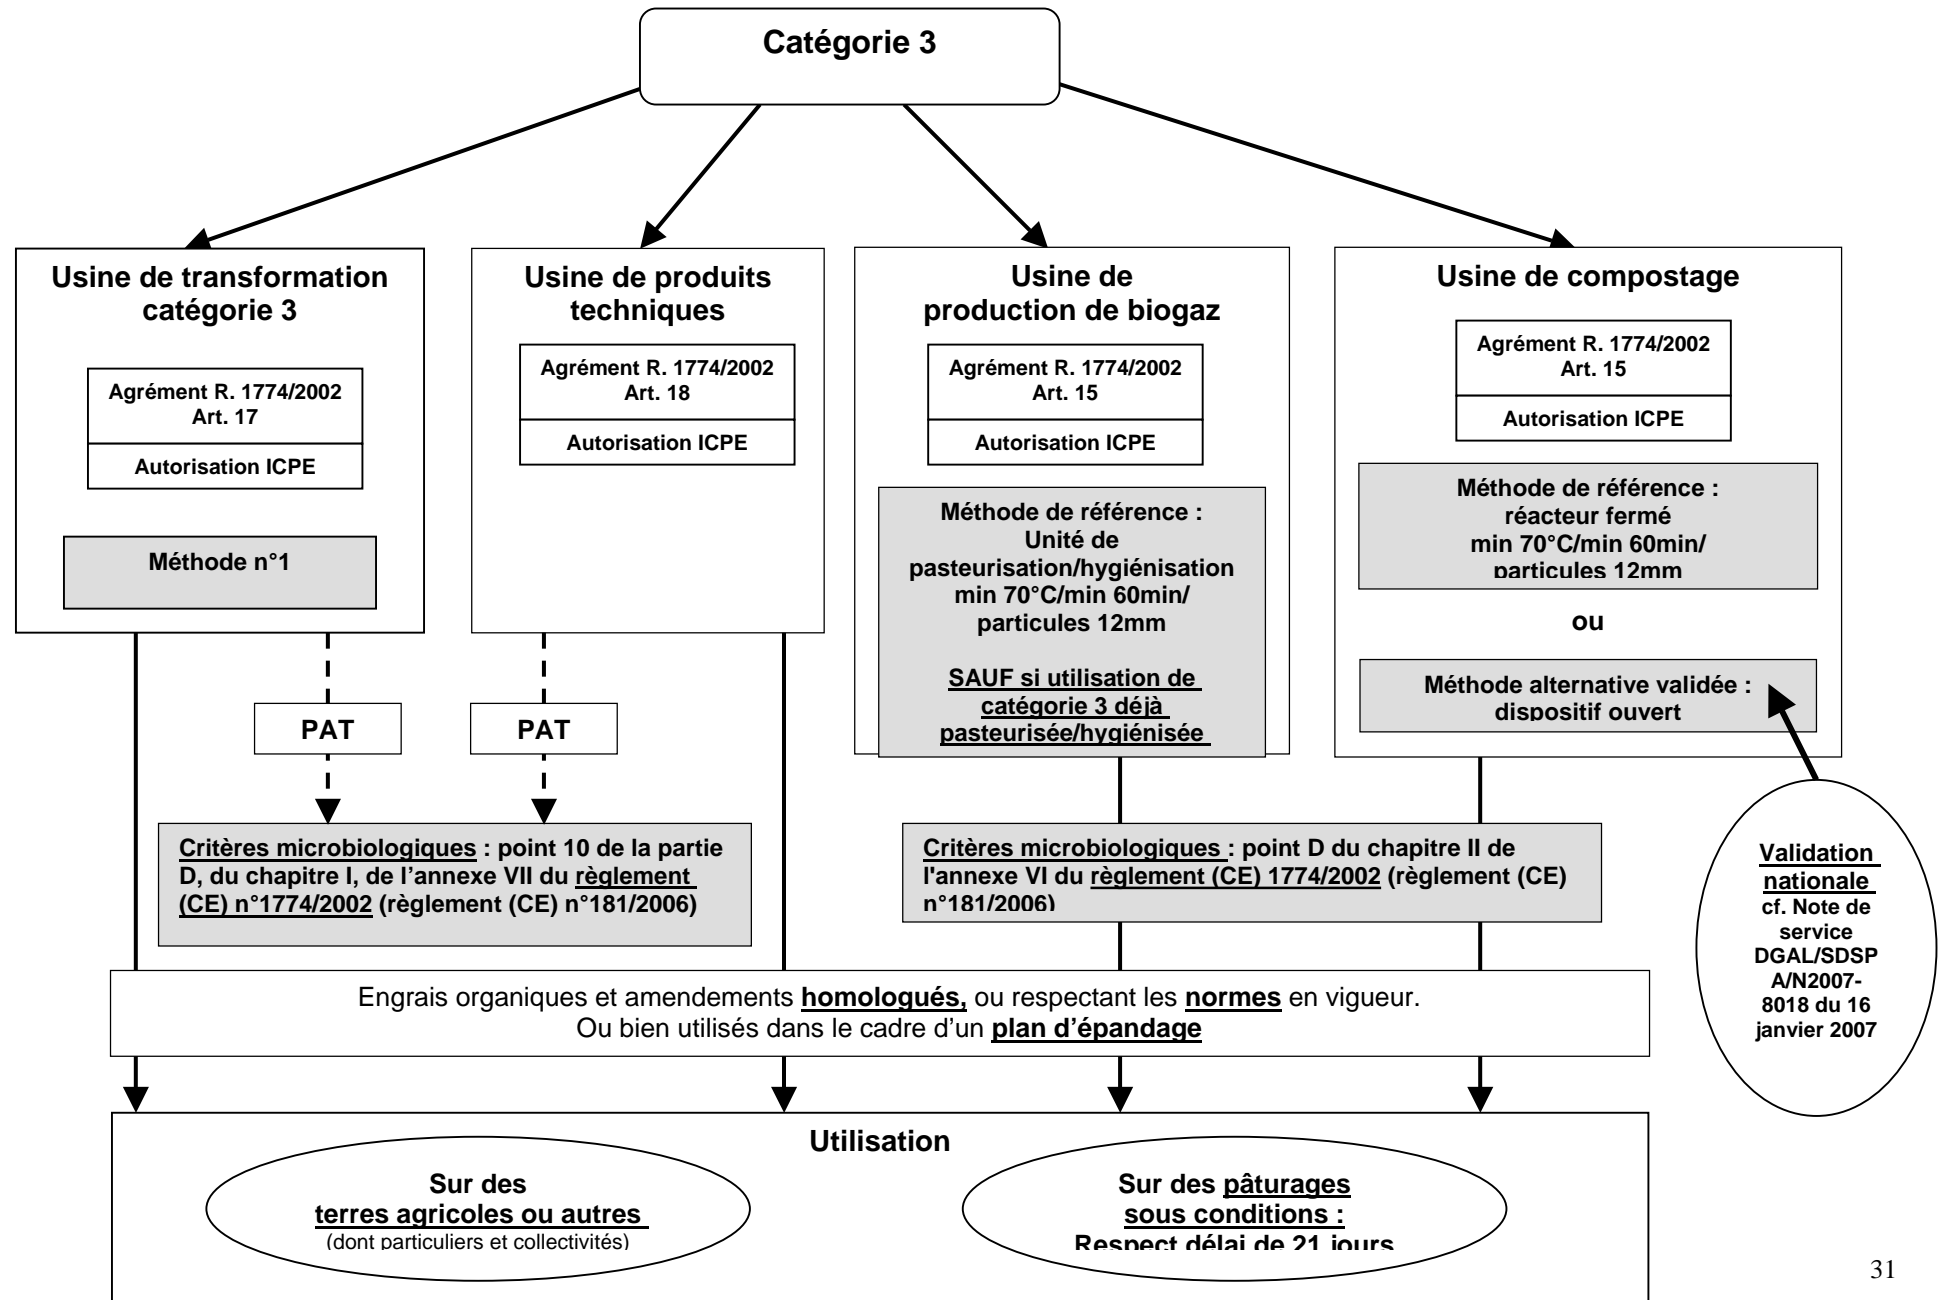 Catégorie 3
Usine de transformation
catégorie 3
Agrément R. 1774/2002
Art. 17
Autorisation ICPE
Méthode n°1
Usine de produits
techniques
Agrément R. 1774/2002
Art. 18
Autorisation ICPE
Usine de
production de biogaz
Agrément R. 1774/2002
Art. 15
Autorisation ICPE
Méthode de référence :
Unité de
pasteurisation/hygiénisation
min 70°C/min 60min/
particules 12mm
SAUF si utilisation de
catégorie 3 déjà
pasteurisée/hygiénisée
Usine de compostage
Agrément R. 1774/2002
Art. 15
Autorisation ICPE
Méthode de référence :
réacteur fermé
min 70°C/min 60min/
particules 12mm
ou
Méthode alternative validée :
dispositif ouvert
PAT
PAT
Critères microbiologiques : point 10 de la partie
D, du chapitre I, de l’annexe VII du règlement
(CE) n°1774/2002 (règlement (CE) n°181/2006)
Critères microbiologiques : point D du chapitre II de
l'annexe VI du règlement (CE) 1774/2002 (règlement (CE)
n°181/2006)
Validation
nationale
cf. Note de
service
DGAL/SDSP
A/N2007-
8018 du 16
janvier 2007
Engrais organiques et amendements homologués, ou respectant les normes en vigueur.
Ou bien utilisés dans le cadre d’un plan d’épandage
Utilisation
Sur des
terres agricoles ou autres
(dont particuliers et collectivités)
Sur des pâturages
sous conditions :
Respect délai de 21 jours
31